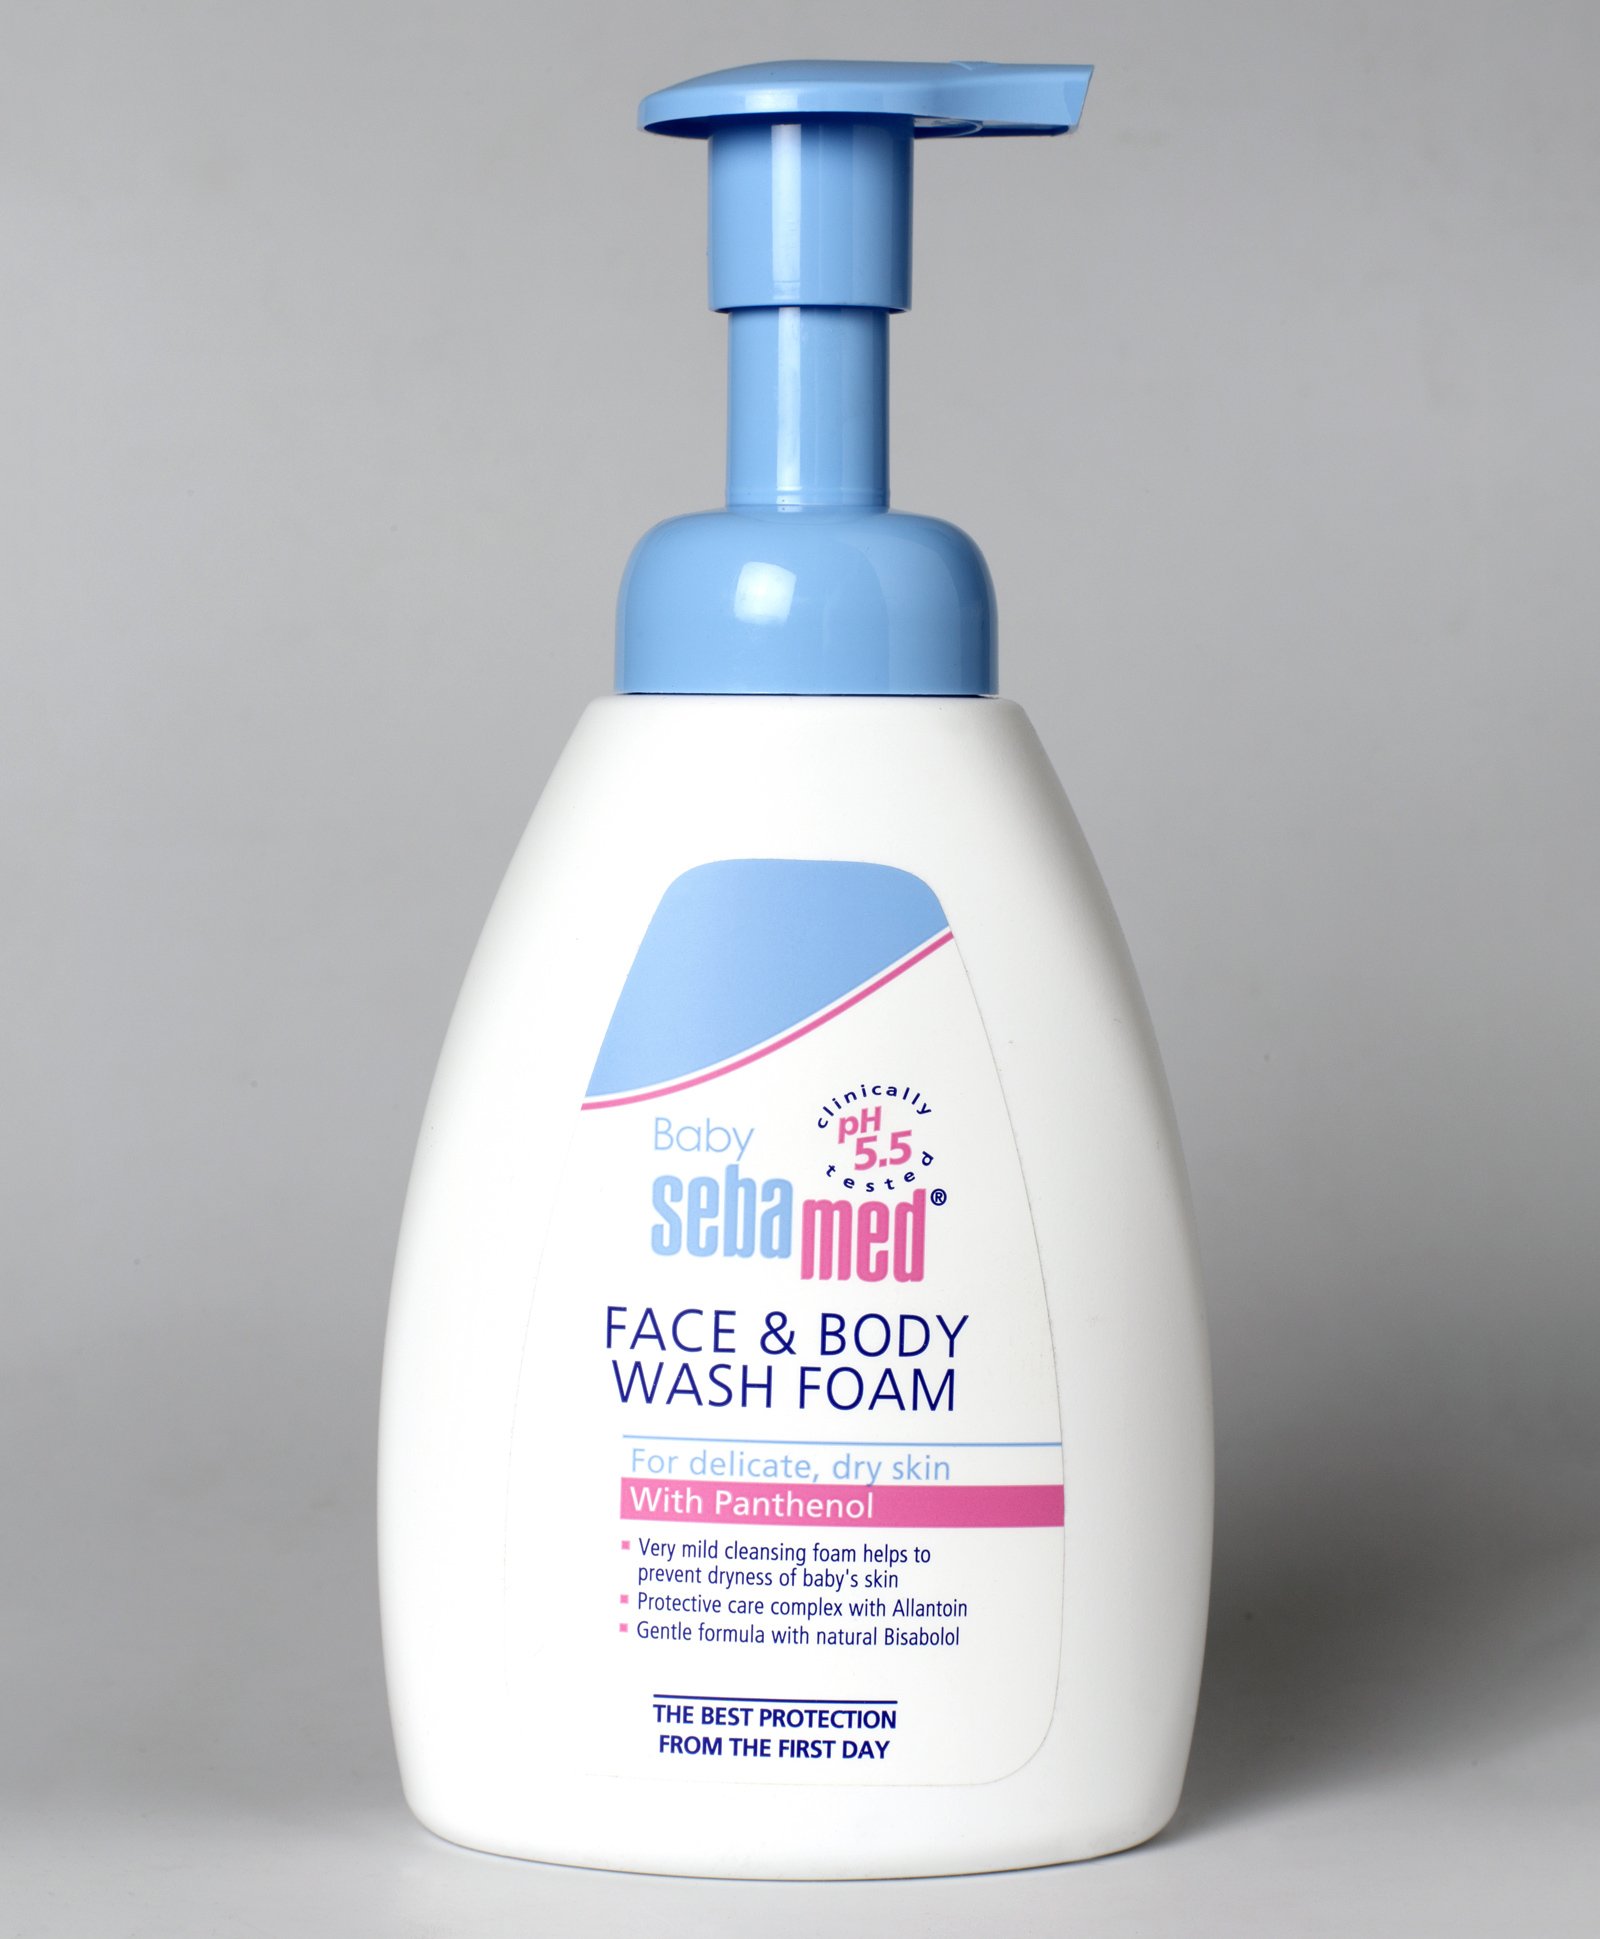 Baby
clinically
pH
5.5
tested
sebamed®
FACE & BODY
WASH FOAM
For delicate, dry skin
With Panthenol
Very mild cleansing foam helps to
prevent dryness of baby's skin
Protective care complex with Allantoin
Gentle formula with natural Bisabolol
THE BEST PROTECTION
FROM THE FIRST DAY